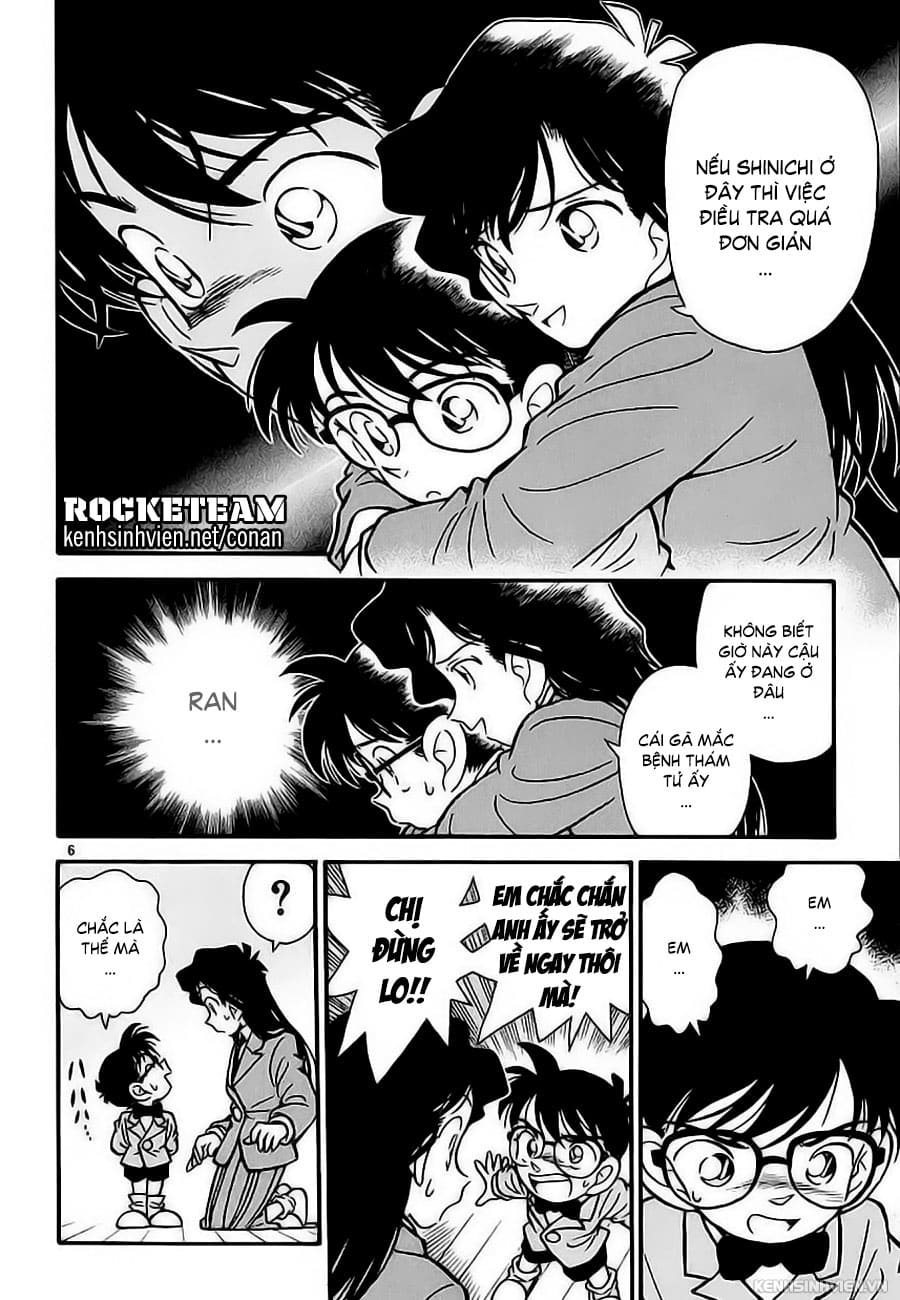 NẾU SHINICHI Ở
ĐÂY THÌ VIỆC
ĐIỀU TRA QUÁ
ĐƠN GIẢN
...
ROCKETEAM
kenhsinhvien.net/conan
KHÔNG BIẾT
GIỜ NÀY CẬU
ẤY ĐANG Ở
ĐÂU
...
CÁI GÃ MẮC
BỆNH THÁM
TỬ ẤY
...
RAN
...
6
EM
...
EM
...
EM CHẮC CHẮN
ANH ẤY SẼ TRỞ
VỀ NGAY THÔI
MÀ!
CHỊ
ĐỪNG
LO!!
?
CHẮC LÀ
THẾ MÀ
...
KENHSINHVIEN.VN